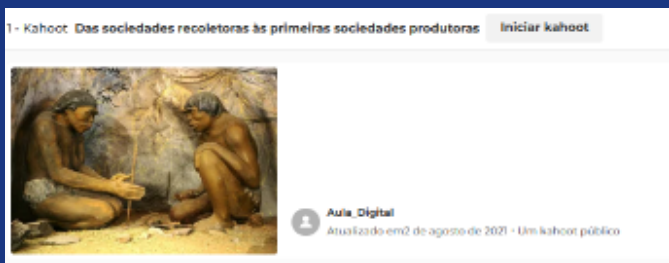 1 - Kahoot Das sociedades recoletoras às primeiras sociedades produtoras Iniciar kahoot
Aula_Digital
Atualizado em2 de agosto de 2021 - Um kahoot público